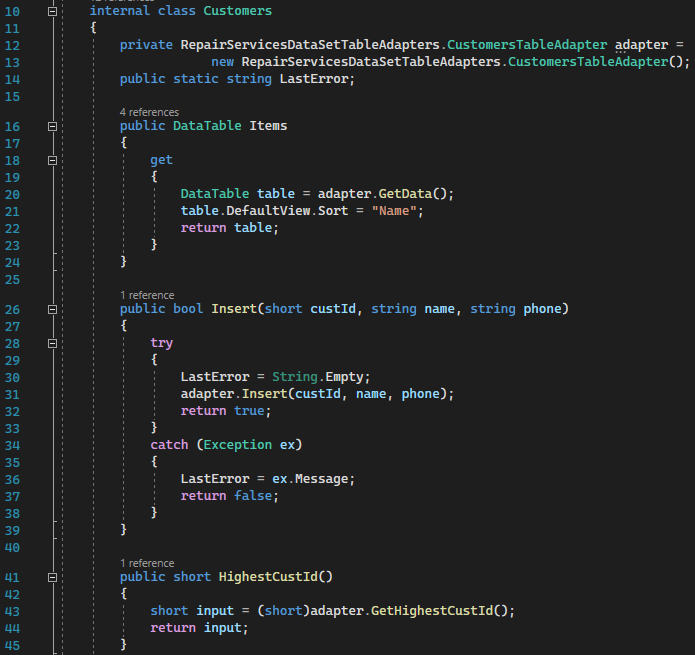 10 internal class Customers
11 {
12 private RepairServicesDataSetTableAdapters.CustomersTableAdapter adapter =
13 new RepairServicesDataSetTableAdapters.CustomersTableAdapter();
14 public static string LastError;
15
4 references
16 public DataTable Items
17 {
18 get
19 {
20 DataTable table = adapter.GetData();
21 table.DefaultView.Sort = "Name";
22 return table;
23 }
24 }
25
1 reference
26 public bool Insert(short custId, string name, string phone)
27 {
28 try
29 {
30 LastError = String.Empty;
31 adapter.Insert(custId, name, phone);
32 return true;
33 }
34 catch (Exception ex)
35 {
36 LastError = ex.Message;
37 return false;
38 }
39 }
40
1 reference
41 public short HighestCustId()
42 {
43 short input = (short)adapter.GetHighestCustId();
44 return input;
45 }